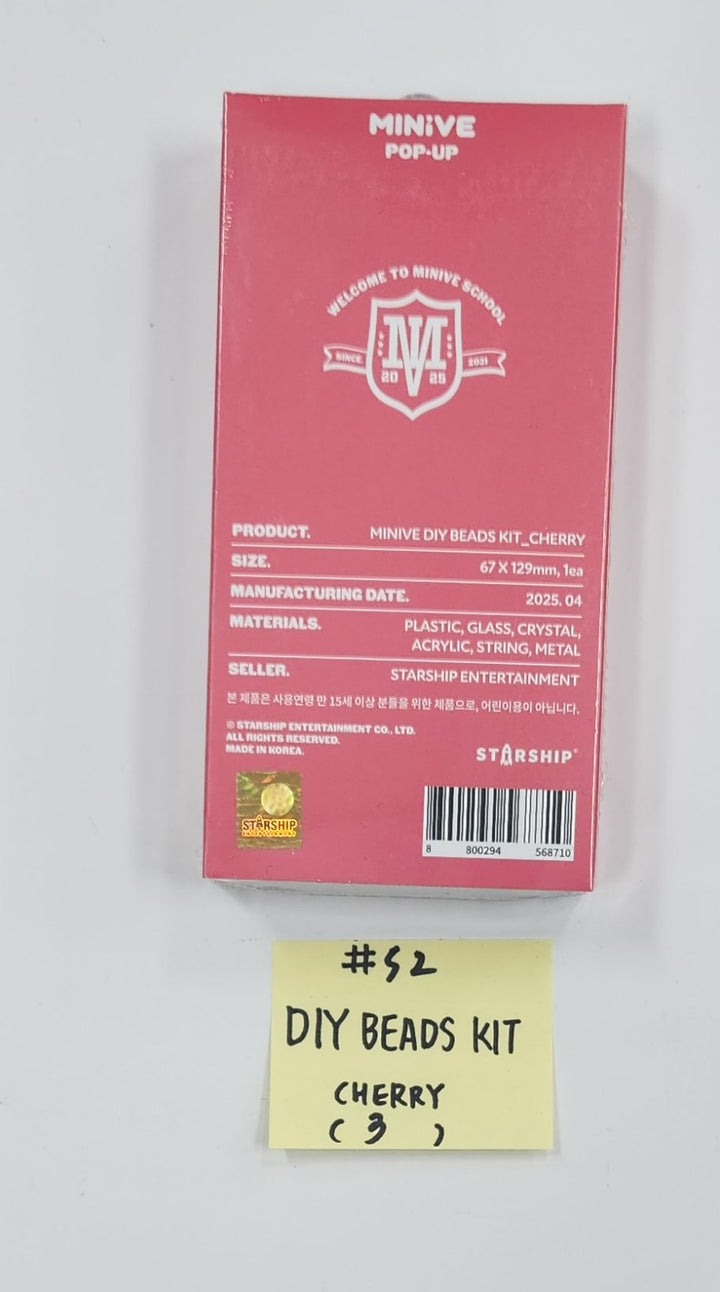 MINiVE
POP-UP
WELCOME TO MINIVE SCHOOL
SINCE. 2021
MV
20 25
PRODUCT. MINIVE DIY BEADS KIT_CHERRY
SIZE. 67 X 129mm, 1ea
MANUFACTURING DATE. 2025. 04
MATERIALS. PLASTIC, GLASS, CRYSTAL,
ACRYLIC, STRING, METAL
SELLER. STARSHIP ENTERTAINMENT
본 제품은 사용연령 만 15세 이상 분들을 위한 제품으로, 어린이용이 아닙니다.
© STARSHIP ENTERTAINMENT CO., LTD.
ALL RIGHTS RESERVED.
MADE IN KOREA.
STARSHIP
STARSHIP
ENTERTAINMENT
8 800294 568710
#52
DIY BEADS KIT
CHERRY
( 3 )